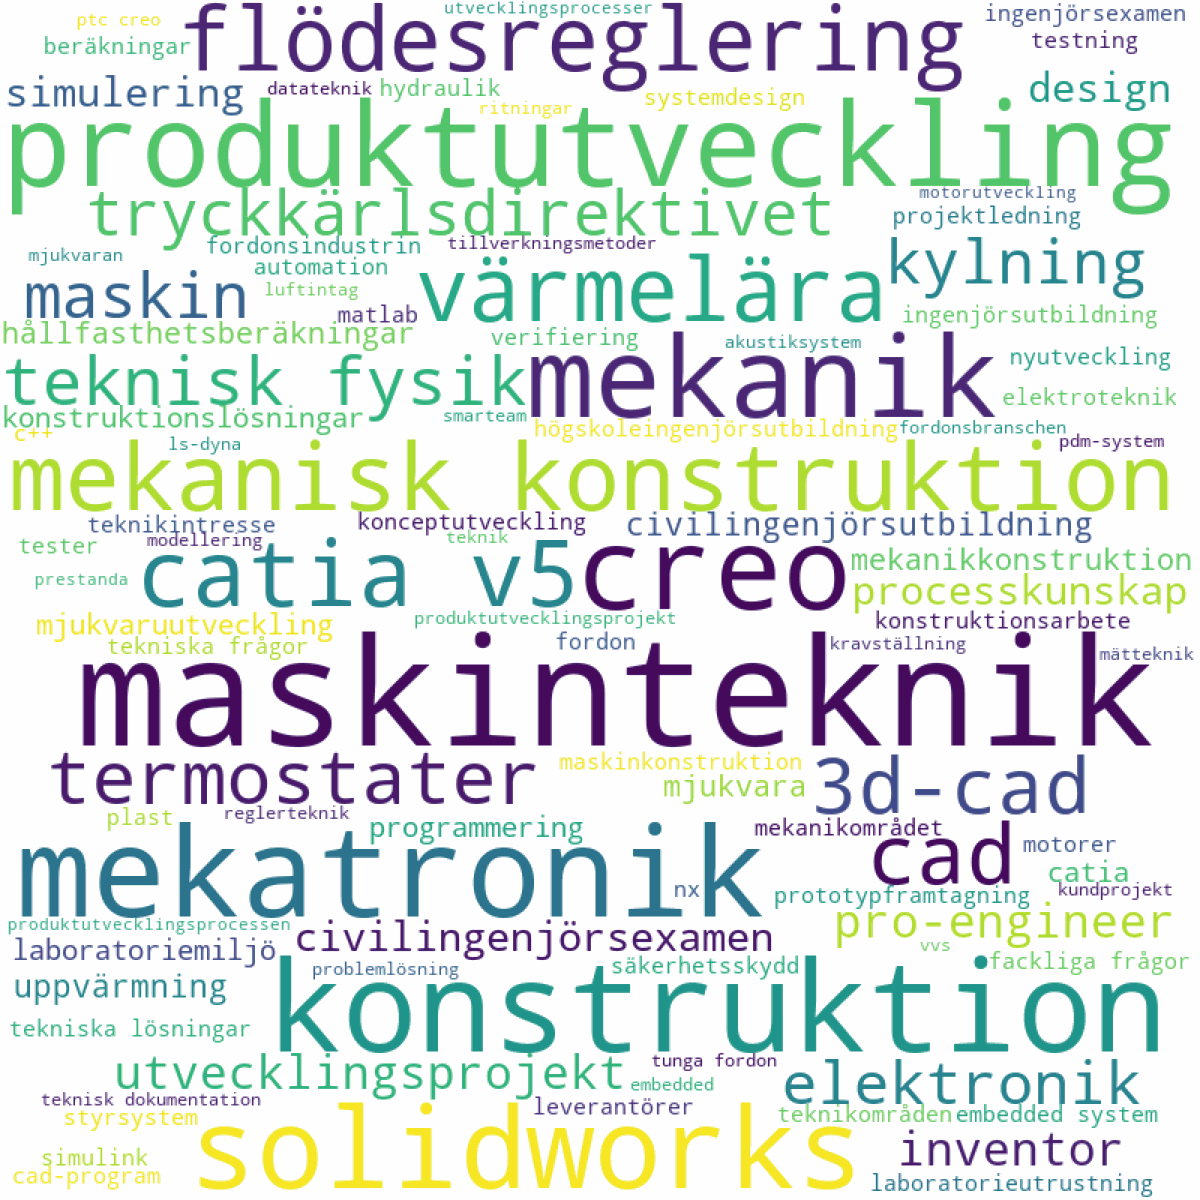 ptc creo
utvecklingsprocesser
ingenjörsexamen
beräkningar
flödesreglering
testning
simulering
datateknik
hydraulik
ritningar
systemdesign
design
produktutveckling
tryckkärlsdirektivet
motorutveckling
projektledning
mjukvaran
fordonsindustrin
tillverkningsmetoder
automation
kylning
maskin
luftintag
värmelära
matlab
ingenjörsutbildning
hållfasthetsberäkningar
verifiering
akustiksystem
nyutveckling
teknisk fysik
mekanik
elektroteknik
konstruktionslösningar
smarteam
c++
högskoleingenjörsutbildning
fordonsbranschen
ls-dyna
pdm-system
mekanisk konstruktion
teknikintresse
konceptutveckling
civilingenjörsutbildning
tester
modellering
teknik
mekanikkonstruktion
prestanda
catia v5
creo
processkunskap
mjukvaruutveckling
produktutvecklingsprojekt
konstruktionsarbete
tekniska frågor
fordon
kravställning
mätteknik
maskinteknik
termostater
maskinkonstruktion
mjukvara
3d-cad
plast
reglerteknik
programmering
mekanikområdet
motorer
mekatronik
cad
catia
nx
prototypframtagning
kundprojekt
produktutvecklingsprocessen
civilingenjörsexamen
pro-engineer
laboratoriemiljö
vvs
problemlösning
säkerhetsskydd
fackliga frågor
uppvärmning
konstruktion
tekniska lösningar
utvecklingsprojekt
tunga fordon
embedded
elektronik
teknisk dokumentation
styrsystem
leverantörer
teknikområden
embedded system
solidworks
simulink
inventor
cad-program
laboratorieutrustning